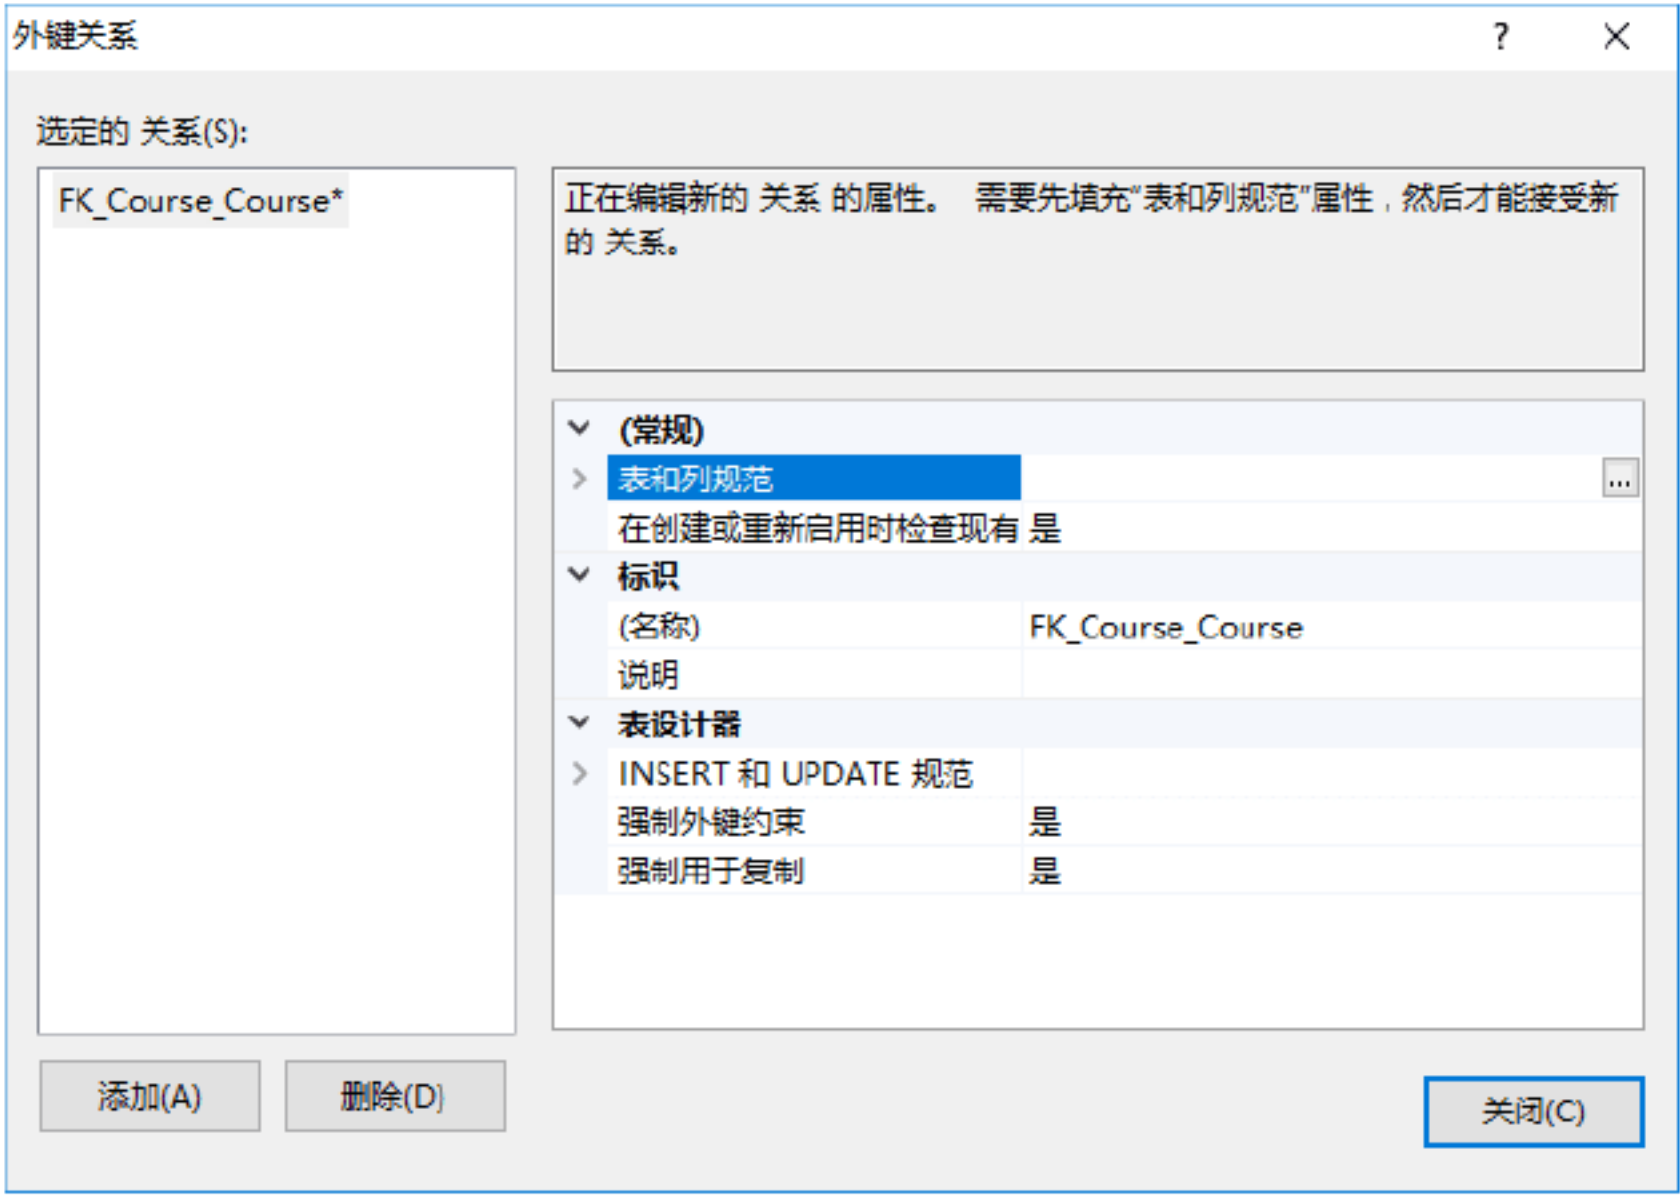 外键关系
选定的 关系(S):
FK_Course_Course*
正在编辑新的 关系 的属性。 需要先填充“表和列规范”属性，然后才能接受新
的 关系。
(常规)
表和列规范 ...
在创建或重新启用时检查现有 是
标识
(名称) FK_Course_Course
说明
表设计器
INSERT 和 UPDATE 规范
强制外键约束 是
强制用于复制 是
添加(A) 删除(D)
关闭(C)